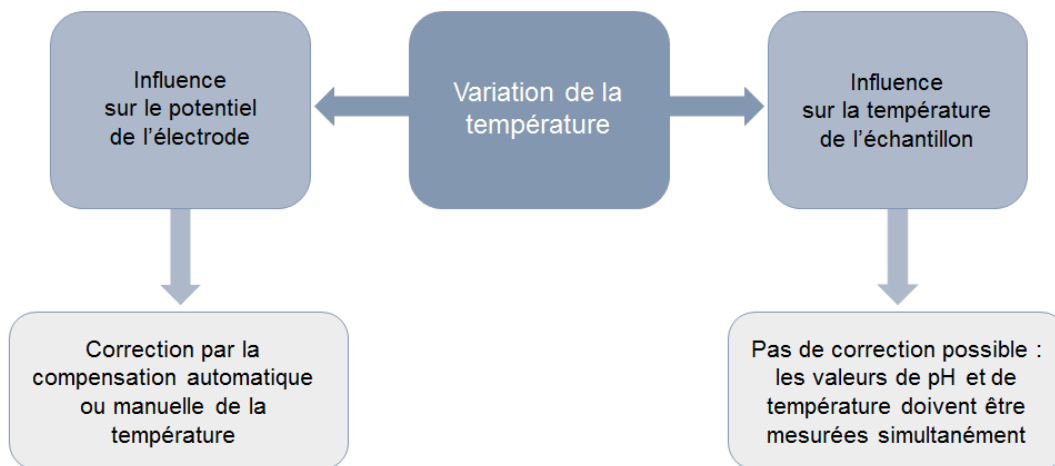 Influence
sur le potentiel
de l'électrode
Variation de la
température
Influence
sur la température
de l'échantillon
Correction par la
compensation automatique
ou manuelle de la
température
Pas de correction possible :
les valeurs de pH et de
température doivent être
mesurées simultanément